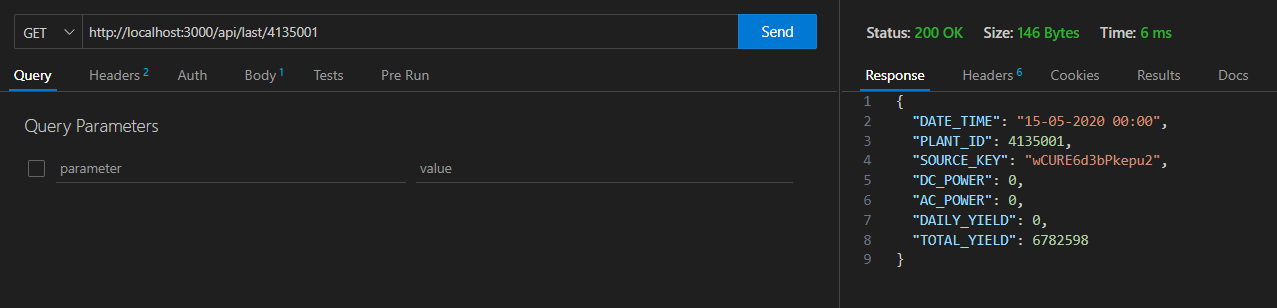 GET http://localhost:3000/api/last/4135001 Send
Query Headers 2 Auth Body 1 Tests Pre Run
Query Parameters
parameter value
Status: 200 OK Size: 146 Bytes Time: 6 ms
Response Headers 6 Cookies Results Docs
1 {
2 "DATE_TIME": "15-05-2020 00:00",
3 "PLANT_ID": 4135001,
4 "SOURCE_KEY": "wCURE6d3bPkepu2",
5 "DC_POWER": 0,
6 "AC_POWER": 0,
7 "DAILY_YIELD": 0,
8 "TOTAL_YIELD": 6782598
9 }